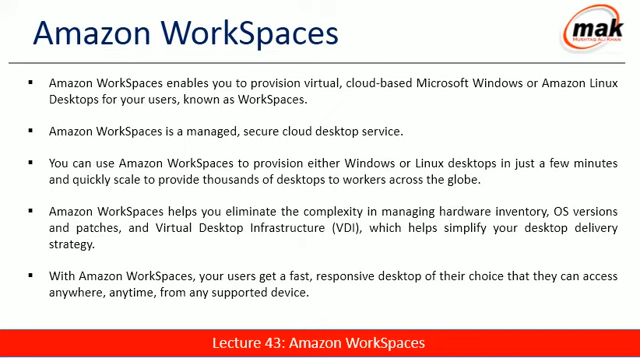 Amazon WorkSpaces
mak
MUSHTAQ ALI KHAN
▪ Amazon WorkSpaces enables you to provision virtual, cloud-based Microsoft Windows or Amazon Linux
Desktops for your users, known as WorkSpaces.
▪ Amazon WorkSpaces is a managed, secure cloud desktop service.
▪ You can use Amazon WorkSpaces to provision either Windows or Linux desktops in just a few minutes
and quickly scale to provide thousands of desktops to workers across the globe.
▪ Amazon WorkSpaces helps you eliminate the complexity in managing hardware inventory, OS versions
and patches, and Virtual Desktop Infrastructure (VDI), which helps simplify your desktop delivery
strategy.
▪ With Amazon WorkSpaces, your users get a fast, responsive desktop of their choice that they can access
anywhere, anytime, from any supported device.
Lecture 43: Amazon WorkSpaces